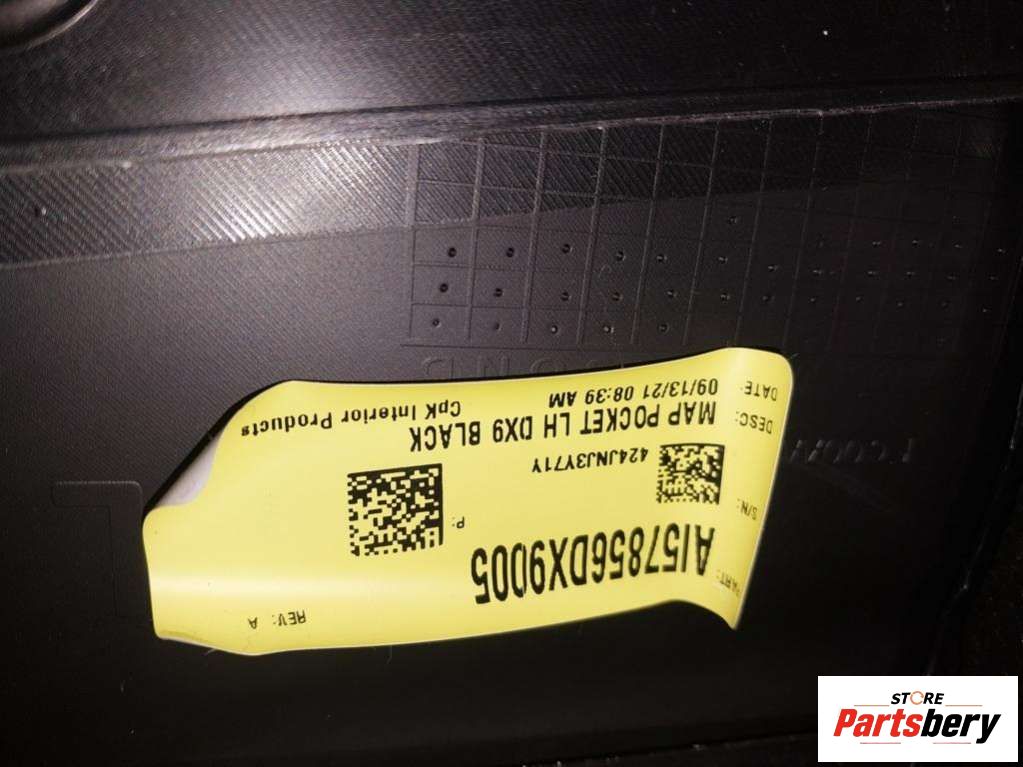 PART: AI57856DX9005
REV: A
S/N: 424JNJ3Y71Y
P:
DESC: MAP POCKET LH DX9 BLACK
DATE: 09/13/21 08:39 AM
CpK Interior Products
STORE
Partsbery